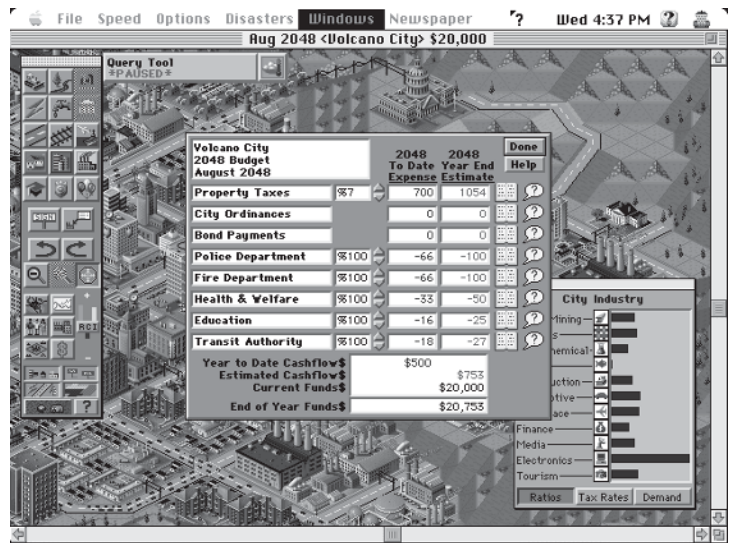 File Speed Options Disasters Windows Newspaper ? Wed 4:37 PM ?
Aug 2048 <Volcano City> $20,000
Query Tool
*PAUSED*
Volcano City
2048 Budget
August 2048
2048 2048
To Date Year End
Expense Estimate
Done
Help
Property Taxes %7 700 1054 ?
City Ordinances 0 0 ?
Bond Payments 0 0 ?
Police Department %100 -66 -100 ?
Fire Department %100 -66 -100 ?
Health & Welfare %100 -33 -50 ?
Education %100 -16 -25 ?
Transit Authority %100 -18 -27 ?
Year to Date Cashflow$ $500
Estimated Cashflow$ $753
Current Funds$ $20,000
End of Year Funds$ $20,753
SIGN
RCI
?
City Industry
Finance
Media
Electronics
Tourism
Ratios Tax Rates Demand